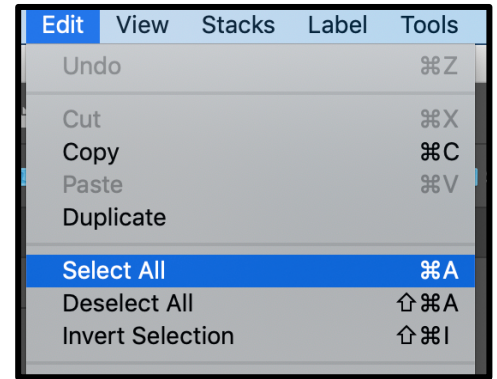 Edit View Stacks Label Tools
Undo ⌘Z
Cut ⌘X
Copy ⌘C
Paste ⌘V
Duplicate
Select All ⌘A
Deselect All ⇧⌘A
Invert Selection ⇧⌘I